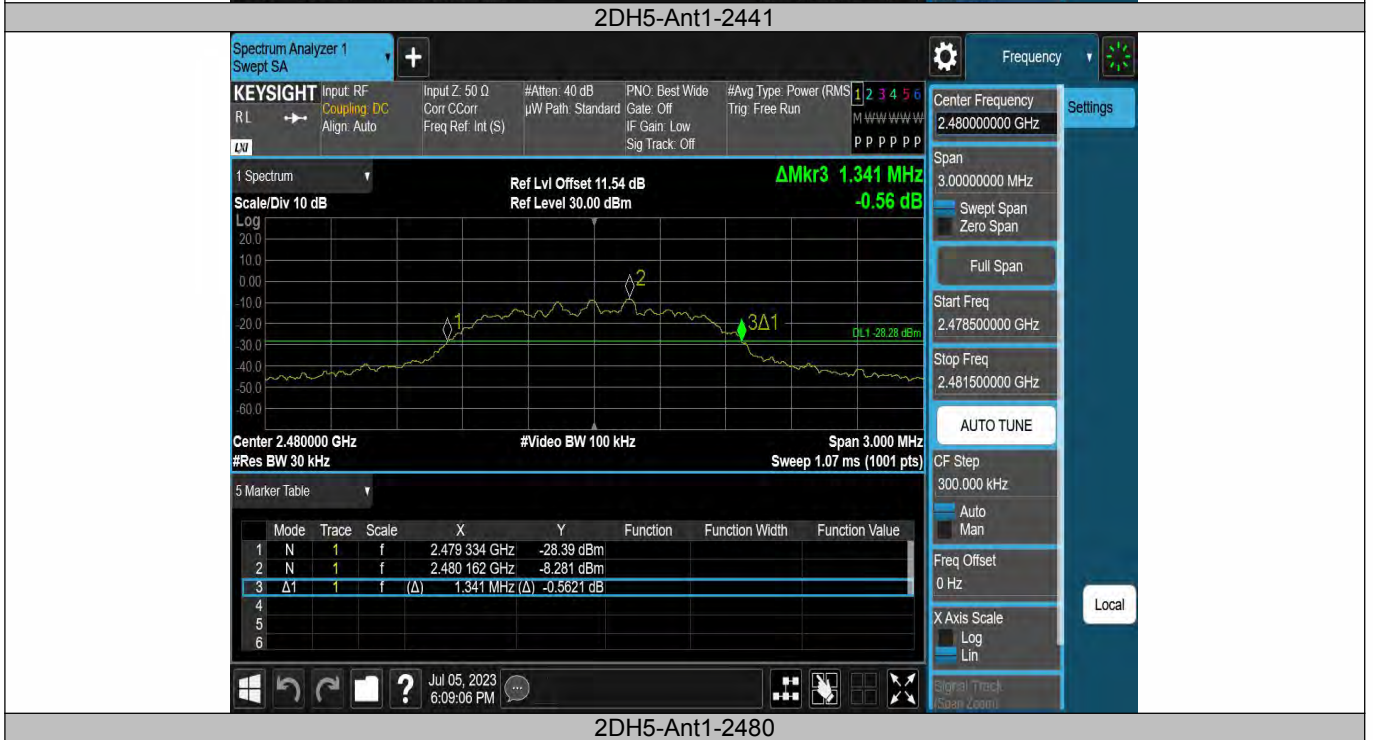 2DH5-Ant1-2441
Spectrum Analyzer 1
Swept SA
+
Frequency
KEYSIGHT
RL
LXI
Input: RF
Coupling: DC
Align: Auto
Input Z: 50 Ω
Corr CCorr
Freq Ref: Int (S)
#Atten: 40 dB
µW Path: Standard
PNO: Best Wide
Gate: Off
IF Gain: Low
Sig Track: Off
#Avg Type: Power (RMS
Trig: Free Run
1 2 3 4 5 6
M W W W W W
P P P P P P
1 Spectrum
Scale/Div 10 dB
Ref Lvl Offset 11.54 dB
Ref Level 30.00 dBm
ΔMkr3 1.341 MHz
-0.56 dB
Log
20.0
10.0
0.00
-10.0
-20.0
-30.0
-40.0
-50.0
-60.0
1
2
3Δ1
DL1 -28.28 dBm
Center 2.480000 GHz
#Video BW 100 kHz
Span 3.000 MHz
#Res BW 30 kHz
Sweep 1.07 ms (1001 pts)
5 Marker Table
Mode Trace Scale X Y Function Function Width Function Value
1 N 1 f 2.479 334 GHz -28.39 dBm
2 N 1 f 2.480 162 GHz -8.281 dBm
3 Δ1 1 f (Δ) 1.341 MHz (Δ) -0.5621 dB
4
5
6
?
Jul 05, 2023
6:09:06 PM
Center Frequency
2.480000000 GHz
Settings
Span
3.00000000 MHz
Swept Span
Zero Span
Full Span
Start Freq
2.478500000 GHz
Stop Freq
2.481500000 GHz
AUTO TUNE
CF Step
300.000 kHz
Auto
Man
Freq Offset
0 Hz
X Axis Scale
Log
Lin
Local
Signal Track
(Span Zoom)
2DH5-Ant1-2480